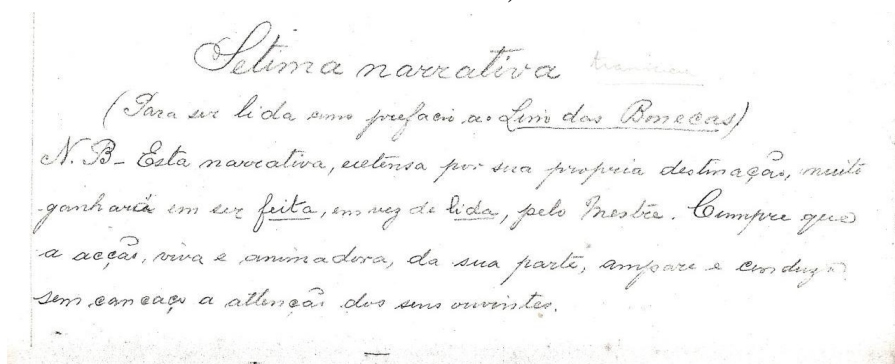 Setima narrativa
(Para ser lida como prefacio ao Livro das Bonecas)
N. B – Esta narrativa, extensa por sua propria destinação, muito
ganhará em ser feita, em vez de lida, pelo Mestre. Cumpre que
a acção, viva e animadora, da sua parte, ampare e conduza
sem cançaço a attenção dos seus ouvintes.